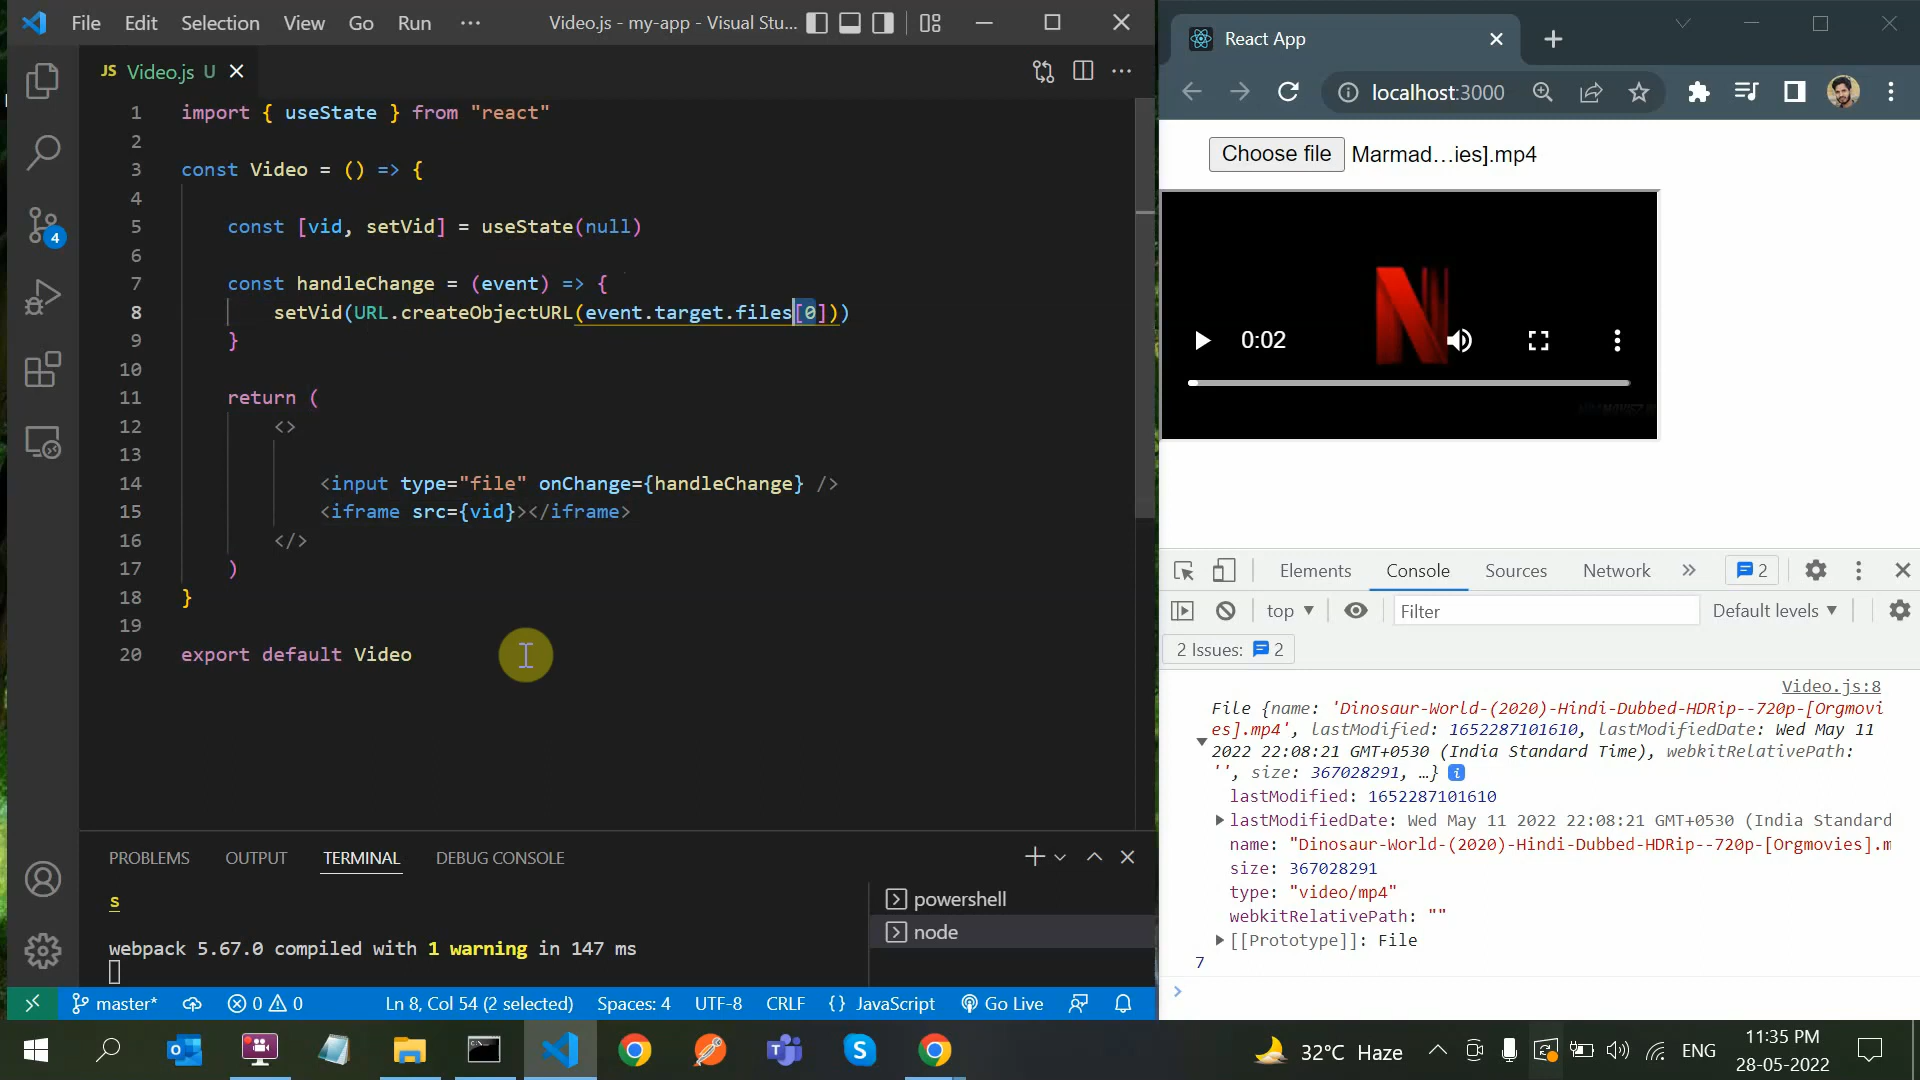 File Edit Selection View Go Run ··· Video.js - my-app - Visual Stu...
JS Video.js U
1 import { useState } from "react"
2
3 const Video = () => {
4
5 const [vid, setVid] = useState(null)
6
7 const handleChange = (event) => {
8 setVid(URL.createObjectURL(event.target.files[0]))
9 }
10
11 return (
12 <>
13
14 <input type="file" onChange={handleChange} />
15 <iframe src={vid}></iframe>
16 </>
17 )
18 }
19
20 export default Video
4
PROBLEMS OUTPUT TERMINAL DEBUG CONSOLE
s
webpack 5.67.0 compiled with 1 warning in 147 ms
powershell
node
master* 0 0 Ln 8, Col 54 (2 selected) Spaces: 4 UTF-8 CRLF {} JavaScript Go Live
React App
localhost:3000
Choose file Marmad...ies].mp4
N
0:02
Elements Console Sources Network » 2
top Filter Default levels
2 Issues: 2
Video.js:8
File {name: 'Dinosaur-World-(2020)-Hindi-Dubbed-HDRip--720p-[Orgmovi
es].mp4', lastModified: 1652287101610, lastModifiedDate: Wed May 11
2022 22:08:21 GMT+0530 (India Standard Time), webkitRelativePath:
'', size: 367028291, …} i
lastModified: 1652287101610
lastModifiedDate: Wed May 11 2022 22:08:21 GMT+0530 (India Standard
name: "Dinosaur-World-(2020)-Hindi-Dubbed-HDRip--720p-[Orgmovies].m
size: 367028291
type: "video/mp4"
webkitRelativePath: ""
[[Prototype]]: File
7
>
32°C Haze ENG 11:35 PM
28-05-2022